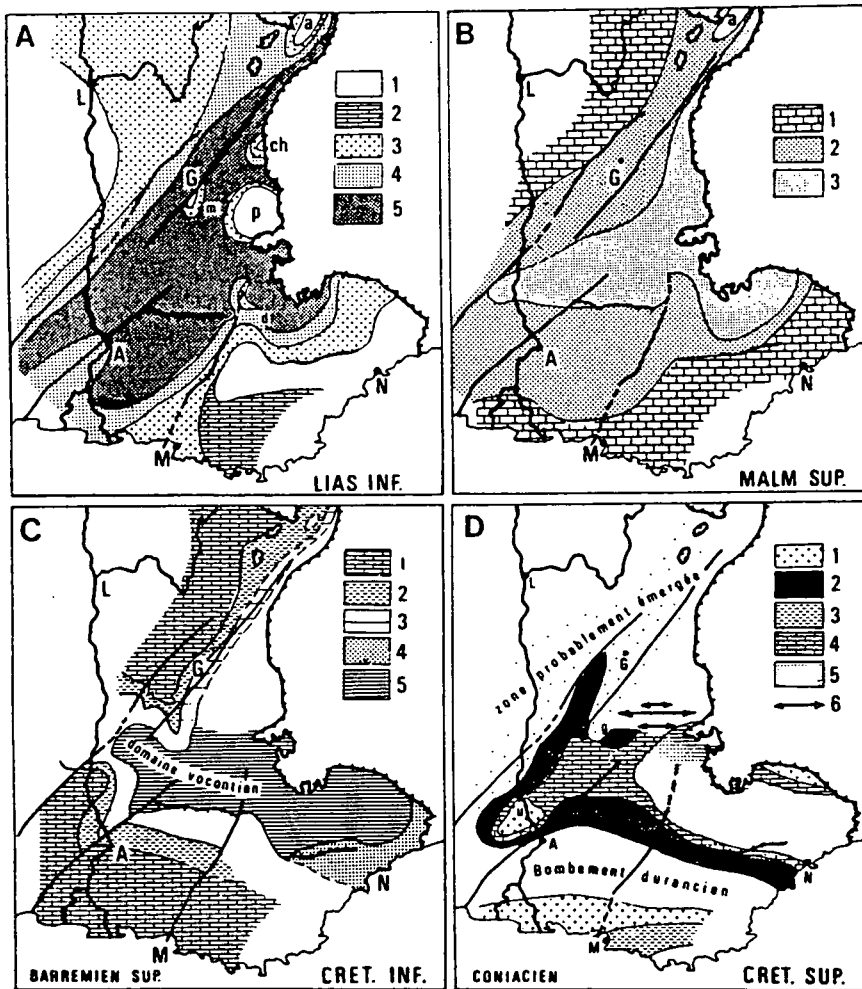 A
a
L
ch
G
m
p
d
A
N
M
1
2
3
4
5
LIAS INF.
B
a
L
G
A
N
M
1
2
3
MALM SUP.
C
L
G
domaine vocontian
A
N
M
1
2
3
4
5
BARREMIEN SUP.
CRET. INF.
D
L
zone probablement émergée
G
g
u
A
Bombement durancien
N
M
1
2
3
4
5
6
CONIACIEN
CRET. SUP.